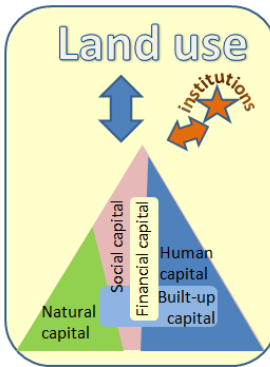 Land use
institutions
Social capital
Financial capital
Human
capital
Built-up
capital
Natural
capital